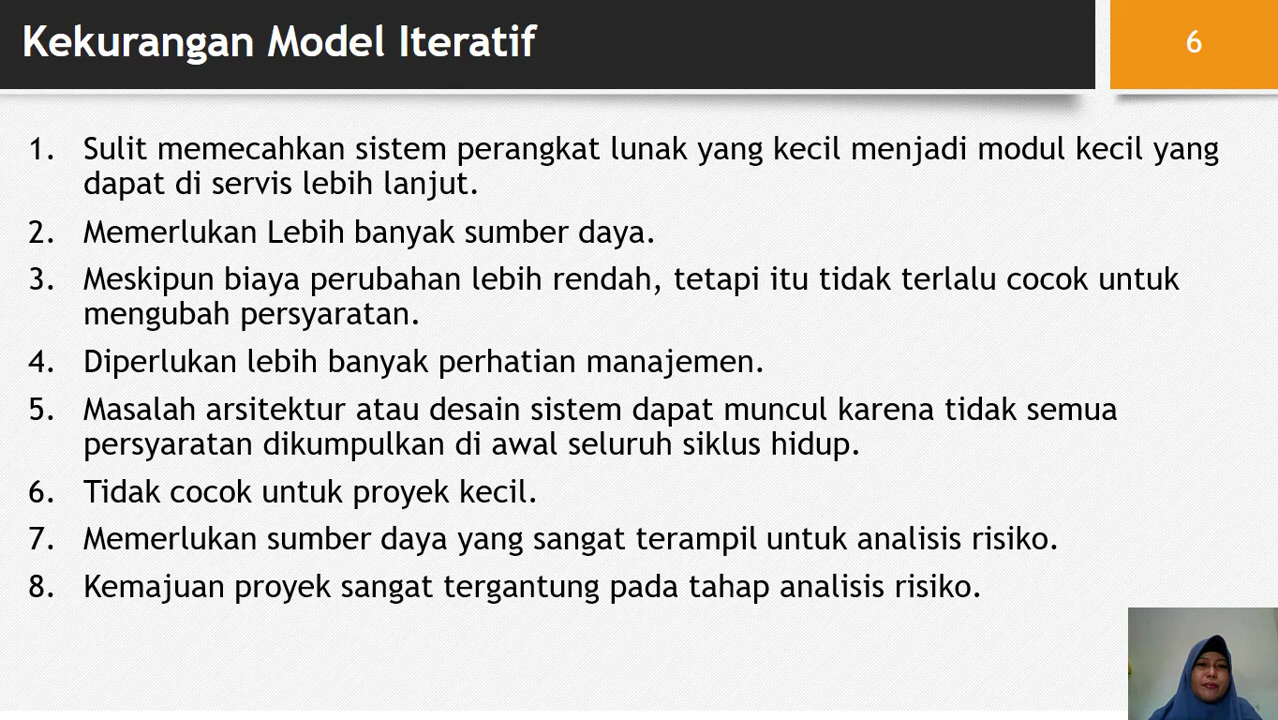 Kekurangan Model Iteratif
6
1. Sulit memecahkan sistem perangkat lunak yang kecil menjadi modul kecil yang
dapat di servis lebih lanjut.
2. Memerlukan Lebih banyak sumber daya.
3. Meskipun biaya perubahan lebih rendah, tetapi itu tidak terlalu cocok untuk
mengubah persyaratan.
4. Diperlukan lebih banyak perhatian manajemen.
5. Masalah arsitektur atau desain sistem dapat muncul karena tidak semua
persyaratan dikumpulkan di awal seluruh siklus hidup.
6. Tidak cocok untuk proyek kecil.
7. Memerlukan sumber daya yang sangat terampil untuk analisis risiko.
8. Kemajuan proyek sangat tergantung pada tahap analisis risiko.